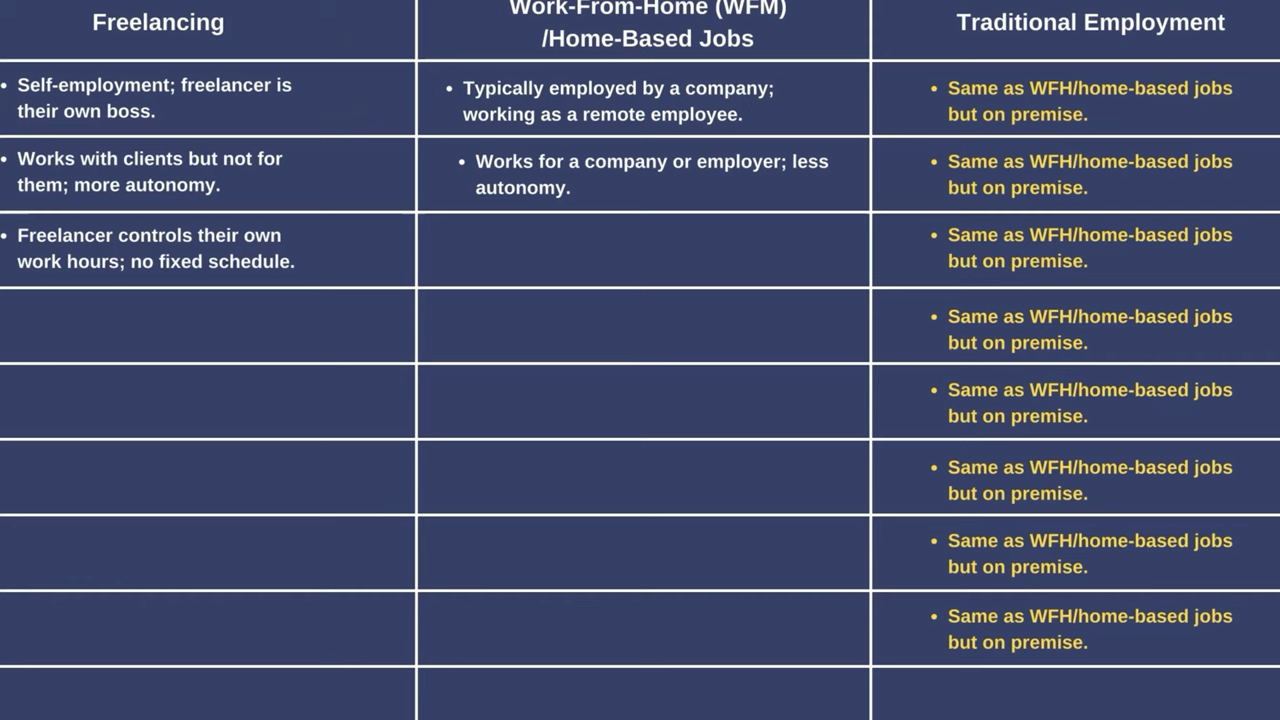 Freelancing
Work-From-Home (WFM)
/Home-Based Jobs
Traditional Employment
• Self-employment; freelancer is
their own boss.
• Typically employed by a company;
working as a remote employee.
• Same as WFH/home-based jobs
but on premise.
• Works with clients but not for
them; more autonomy.
• Works for a company or employer; less
autonomy.
• Same as WFH/home-based jobs
but on premise.
• Freelancer controls their own
work hours; no fixed schedule.
• Same as WFH/home-based jobs
but on premise.
• Same as WFH/home-based jobs
but on premise.
• Same as WFH/home-based jobs
but on premise.
• Same as WFH/home-based jobs
but on premise.
• Same as WFH/home-based jobs
but on premise.
• Same as WFH/home-based jobs
but on premise.